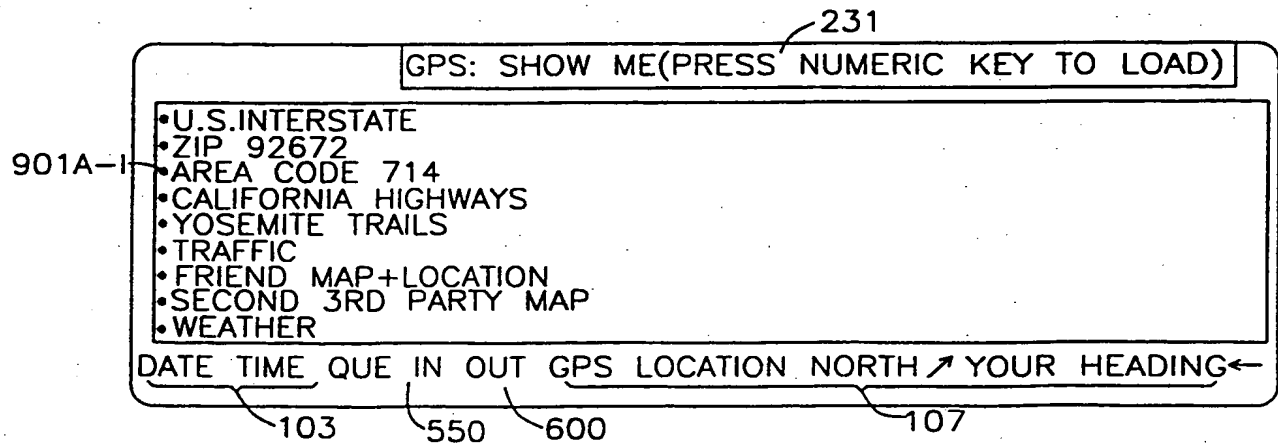 231
GPS: SHOW ME(PRESS NUMERIC KEY TO LOAD)
•U.S.INTERSTATE
•ZIP 92672
901A-I
•AREA CODE 714
•CALIFORNIA HIGHWAYS
•YOSEMITE TRAILS
•TRAFFIC
•FRIEND MAP+LOCATION
•SECOND 3RD PARTY MAP
•WEATHER
DATE TIME QUE IN OUT GPS LOCATION NORTH↗YOUR HEADING←
103 550 600 107